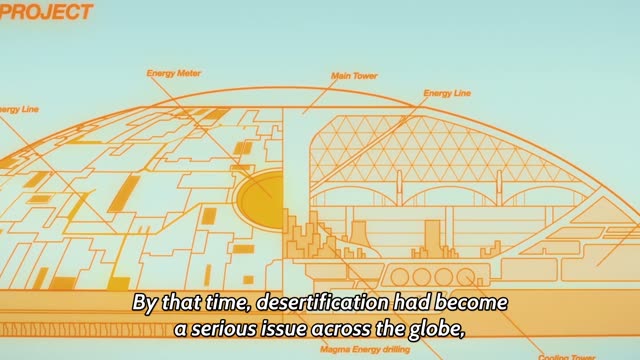 PROJECT
Energy Meter
Main Tower
Energy Line
nergy Line
By that time, desertification had become
a serious issue across the globe,
Magma Energy drilling
Cooling Tower